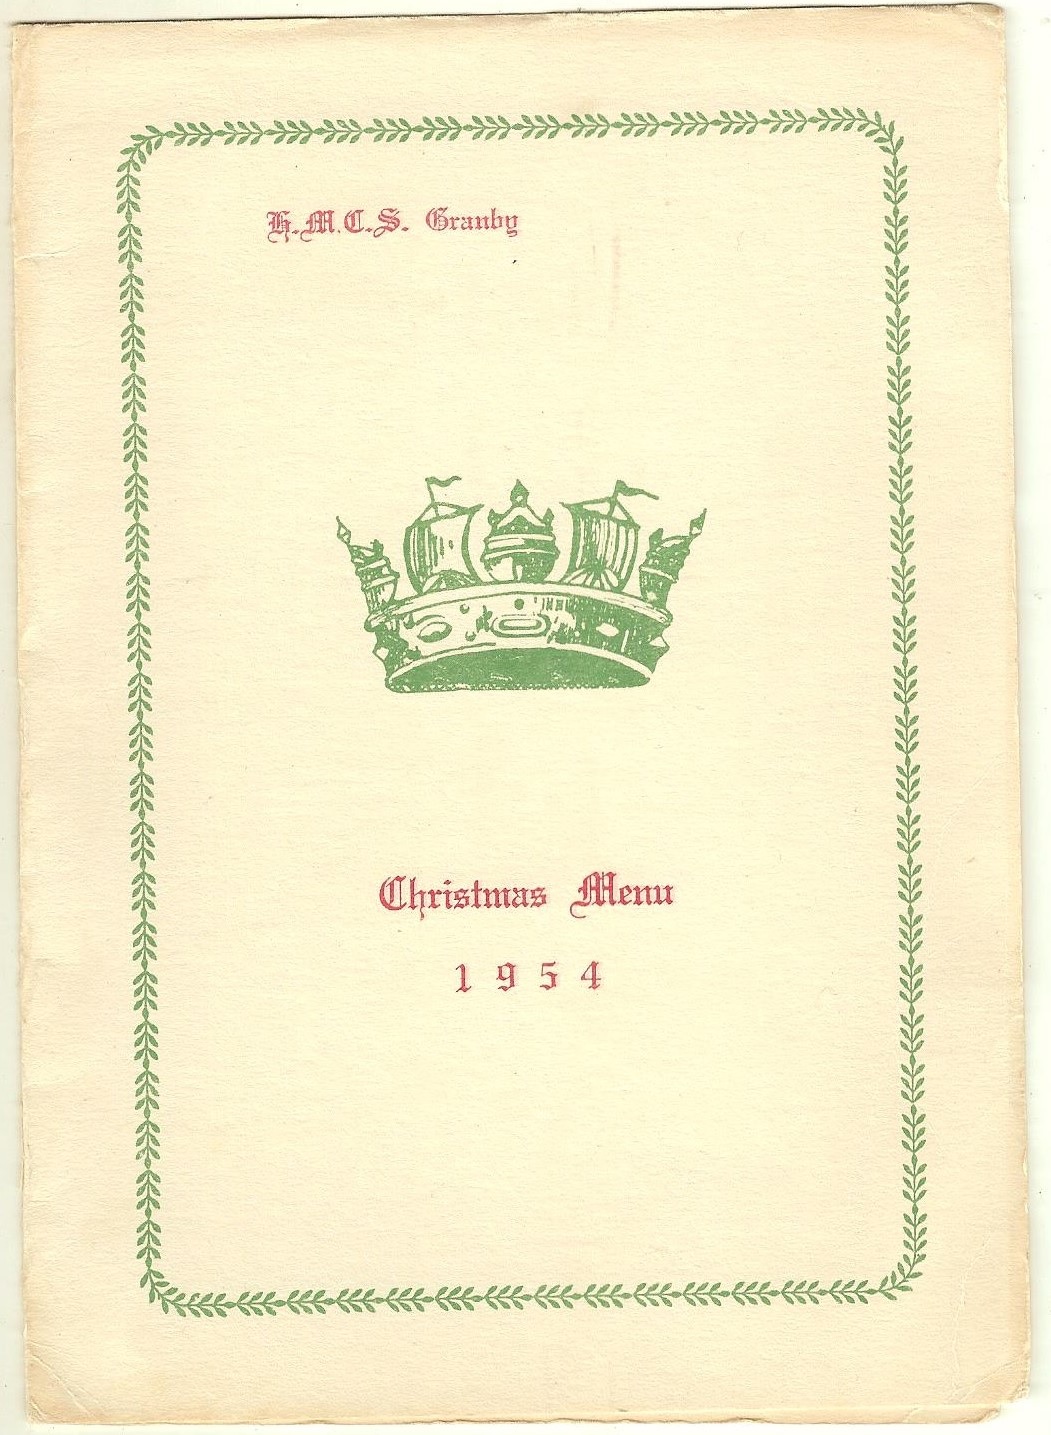 H.M.C.S. Granby
Christmas Menu
1954